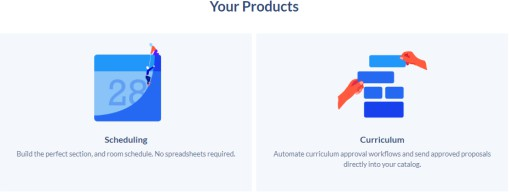 Your Products
28
Scheduling
Build the perfect section, and room schedule. No spreadsheets required.
Curriculum
Automate curriculum approval workflows and send approved proposals
directly into your catalog.